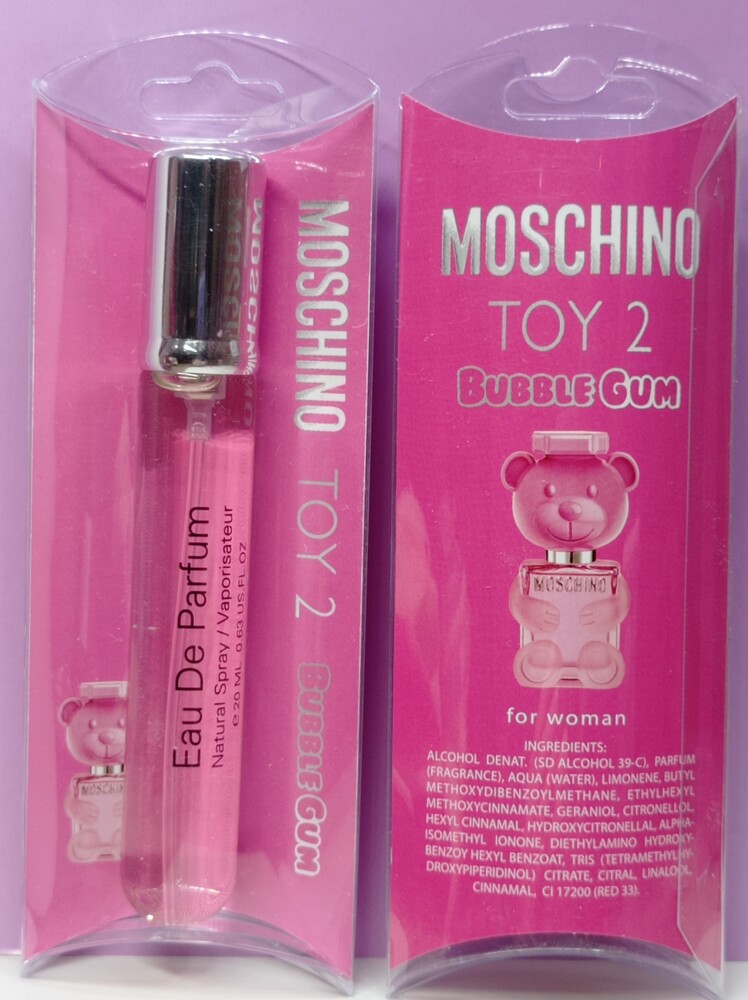 MOSCHINO TOY 2 BUBBLE GUM
Eau De Parfum
Natural Spray / Vaporisateur
e 20 ML 0.63 US FL OZ
MOSCHINO
MOSCHINO
TOY 2
BUBBLE GUM
MOSCHINO
for woman
INGREDIENTS:
ALCOHOL DENAT. (SD ALCOHOL 39-C), PARFUM
(FRAGRANCE), AQUA (WATER), LIMONENE, BUTYL
METHOXYDIBENZOYLMETHANE, ETHYLHEXYL
METHOXYCINNAMATE, GERANIOL, CITRONELLOL,
HEXYL CINNAMAL, HYDROXYCITRONELLAL, ALPHA-
ISOMETHYL IONONE, DIETHYLAMINO HYDROXY-
BENZOY HEXYL BENZOAT, TRIS (TETRAMETHYLHY-
DROXYPIPERIDINOL) CITRATE, CITRAL, LINALOOL,
CINNAMAL, CI 17200 (RED 33).